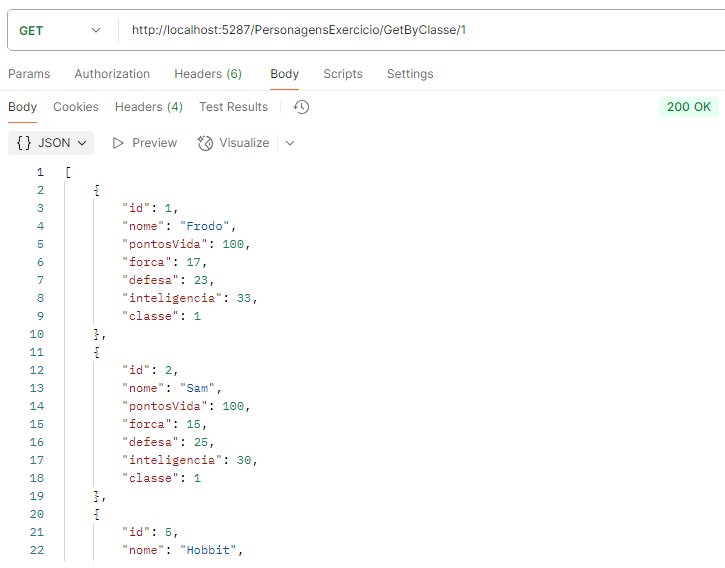 GET http://localhost:5287/PersonagensExercicio/GetByClasse/1
Params Authorization Headers (6) Body Scripts Settings
Body Cookies Headers (4) Test Results 200 OK
{} JSON Preview Visualize
1 [
2 {
3 "id": 1,
4 "nome": "Frodo",
5 "pontosVida": 100,
6 "forca": 17,
7 "defesa": 23,
8 "inteligencia": 33,
9 "classe": 1
10 },
11 {
12 "id": 2,
13 "nome": "Sam",
14 "pontosVida": 100,
15 "forca": 15,
16 "defesa": 25,
17 "inteligencia": 30,
18 "classe": 1
19 },
20 {
21 "id": 5,
22 "nome": "Hobbit",